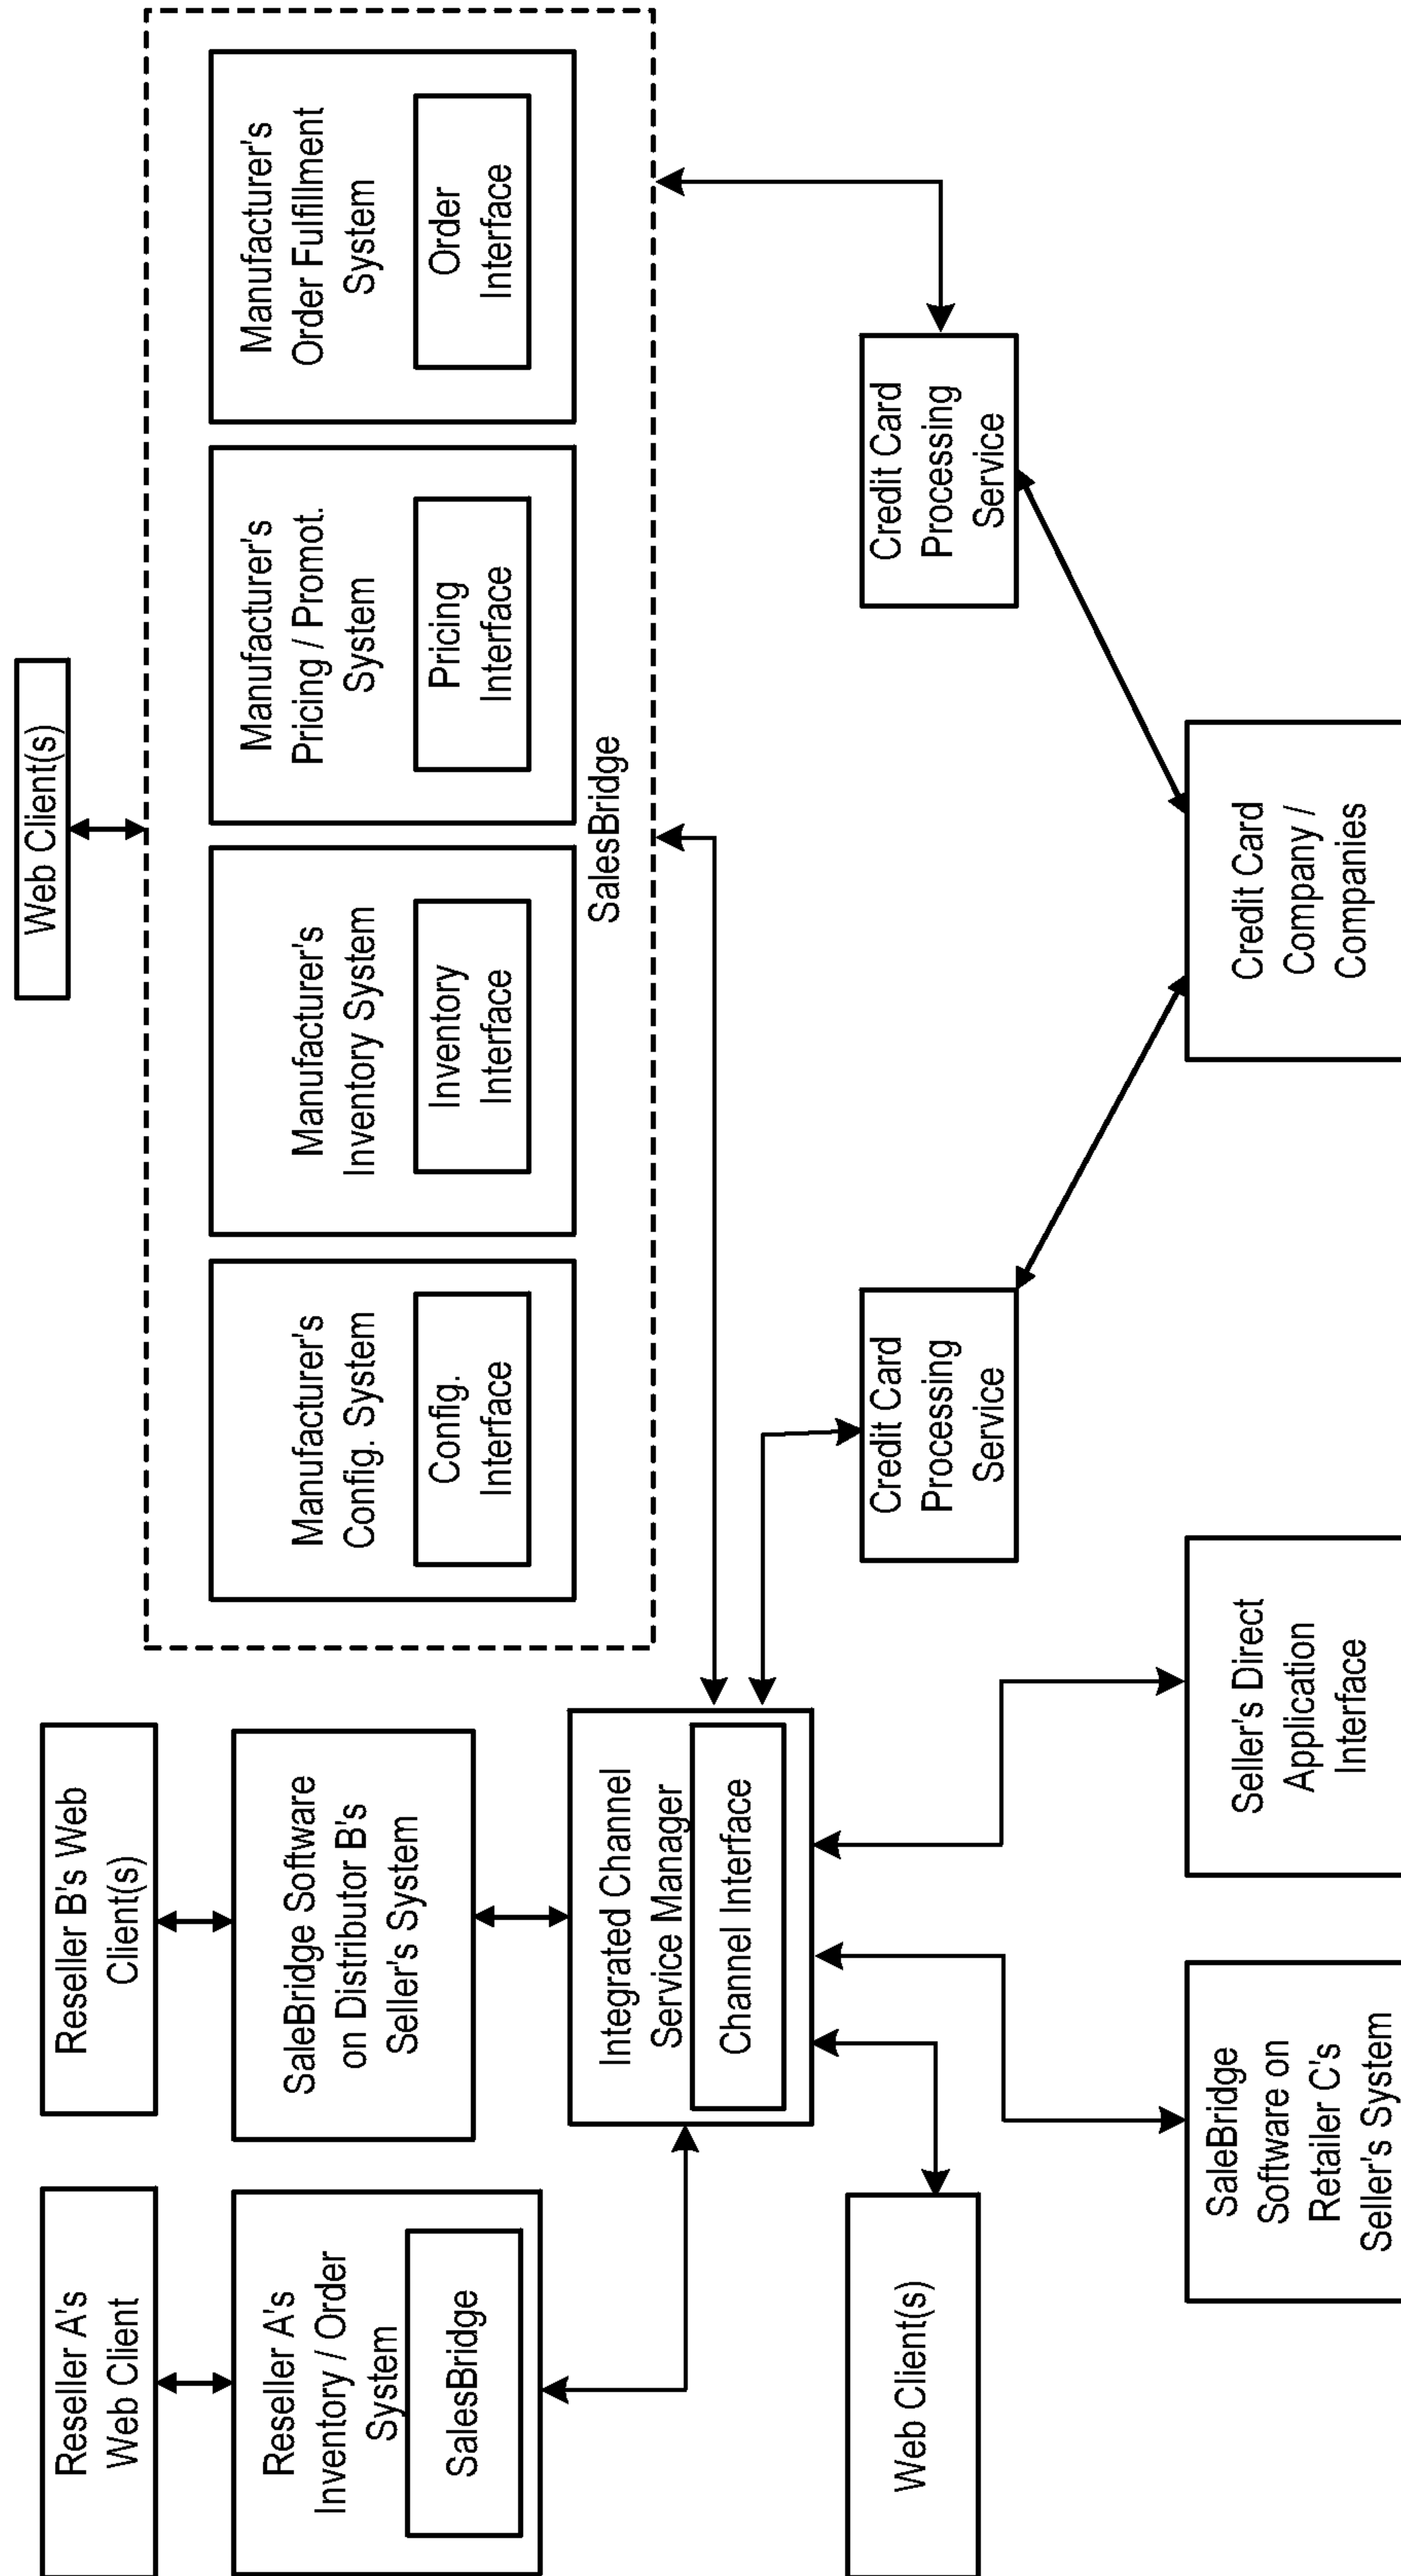 Reseller A's
Web Client
Reseller B's Web
Client(s)
Web Client(s)
Reseller A's
Inventory / Order
System
SalesBridge
SaleBridge Software
on Distributor B's
Seller's System
Manufacturer's
Config. System
Config.
Interface
Manufacturer's
Inventory System
Inventory
Interface
Manufacturer's
Pricing / Promot.
System
Pricing
Interface
Manufacturer's
Order Fulfillment
System
Order
Interface
SalesBridge
Integrated Channel
Service Manager
Channel Interface
Web Client(s)
Credit Card
Processing
Service
Credit Card
Processing
Service
SaleBridge
Software on
Retailer C's
Seller's System
Seller's Direct
Application
Interface
Credit Card
Company /
Companies